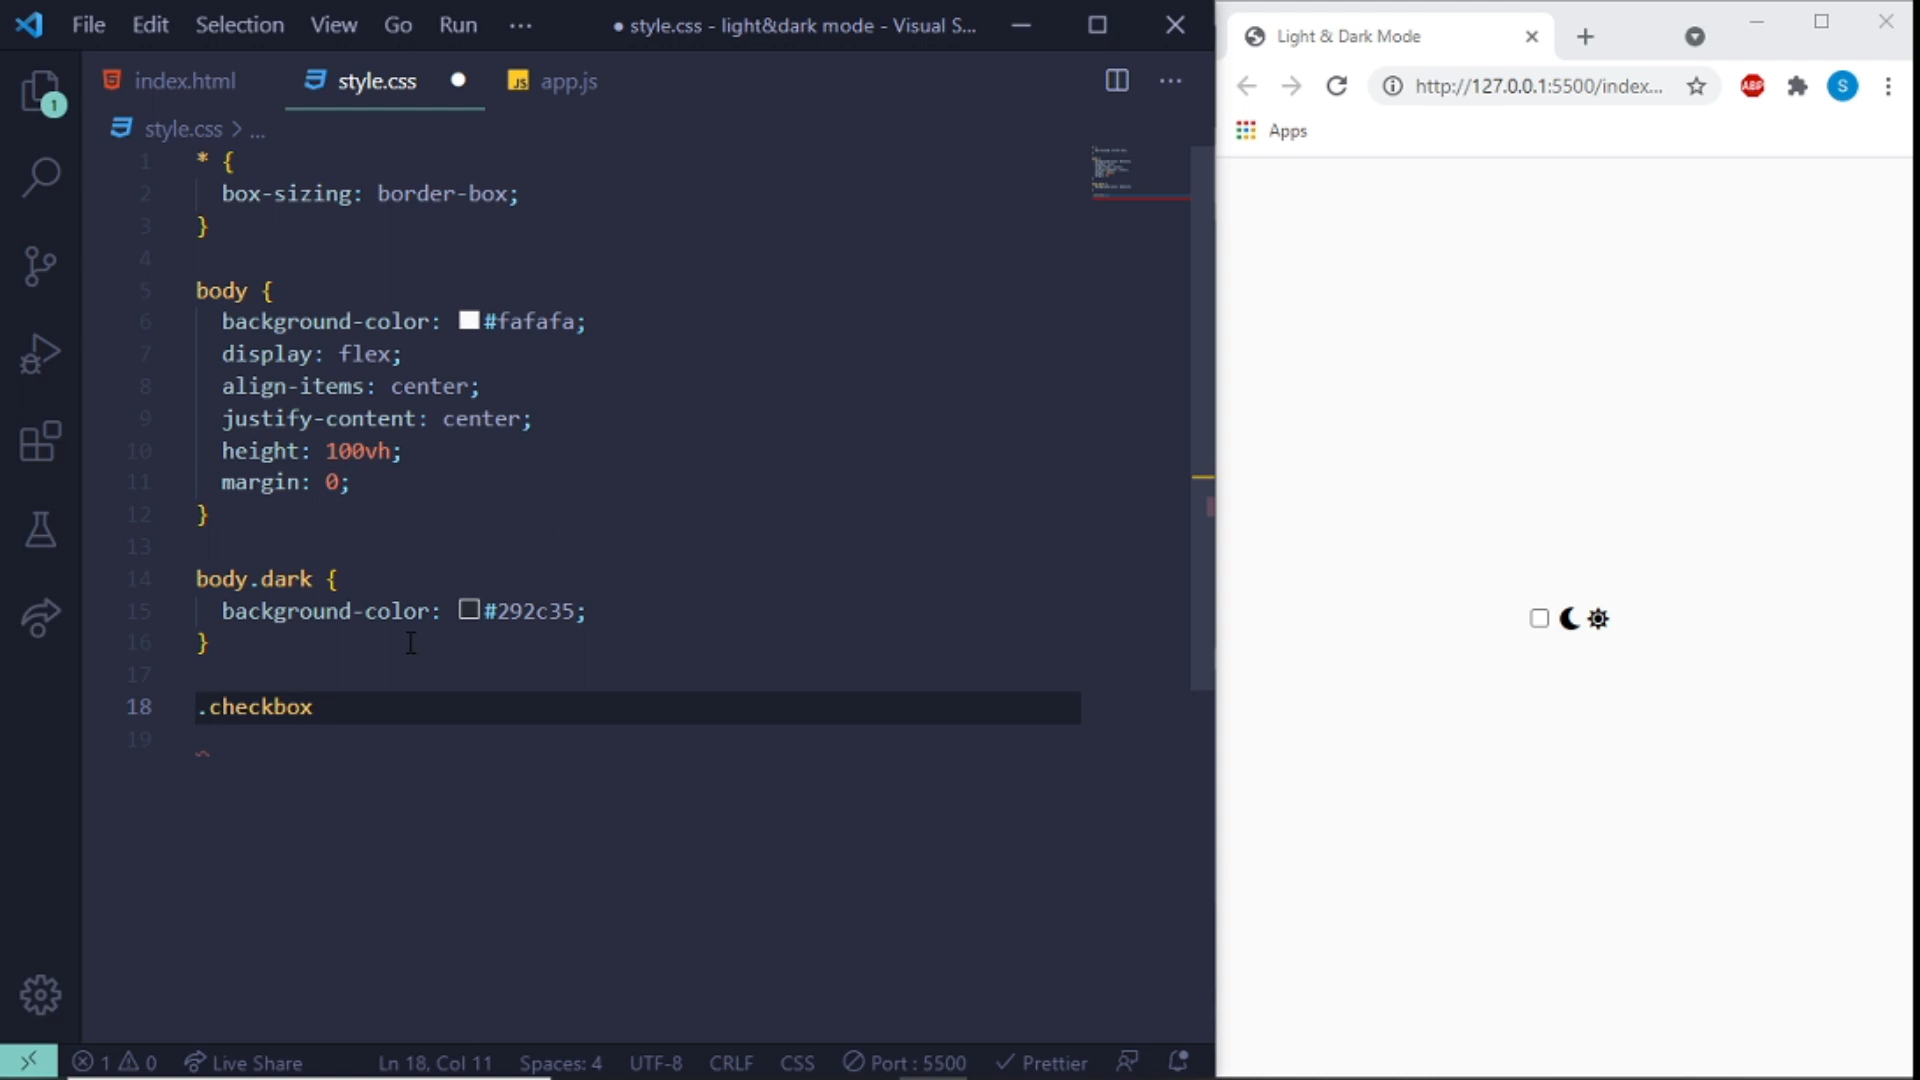 File Edit Selection View Go Run ··· ● style.css - light&dark mode - Visual S...
index.html style.css ● app.js ···
style.css > ...
1 * {
2 box-sizing: border-box;
3 }
4
5 body {
6 background-color: #fafafa;
7 display: flex;
8 align-items: center;
9 justify-content: center;
10 height: 100vh;
11 margin: 0;
12 }
13
14 body.dark {
15 background-color: #292c35;
16 }
17
18 .checkbox
19
1
1 0 Live Share Ln 18, Col 11 Spaces: 4 UTF-8 CRLF CSS Port : 5500 Prettier
Light & Dark Mode
http://127.0.0.1:5500/index... ABP S
Apps